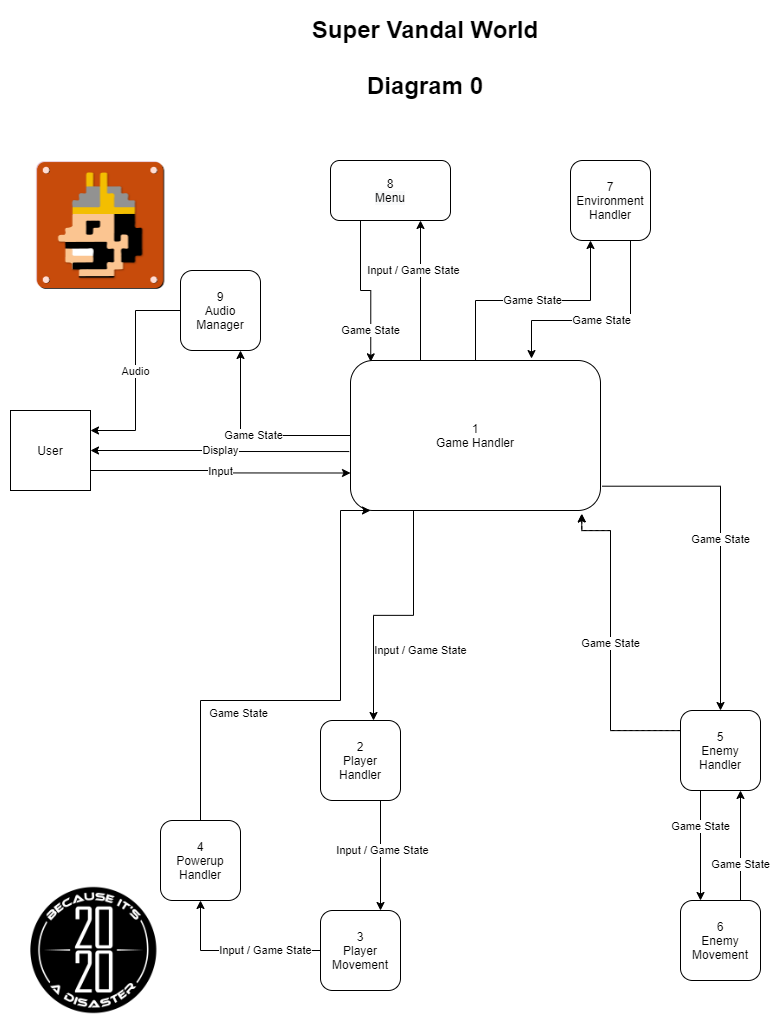 Super Vandal World
Diagram 0
8
Menu
7
Environment
Handler
Input / Game State
9
Audio
Manager
Game State
Game State
Game State
Audio
1
Game Handler
Game State
User
Display
Input
Game State
Game State
Input / Game State
Game State
2
Player
Handler
5
Enemy
Handler
4
Powerup
Handler
Input / Game State
Game State
Game State
BECAUSE IT'S
20
20
A DISASTER
3
Player
Movement
Input / Game State
6
Enemy
Movement